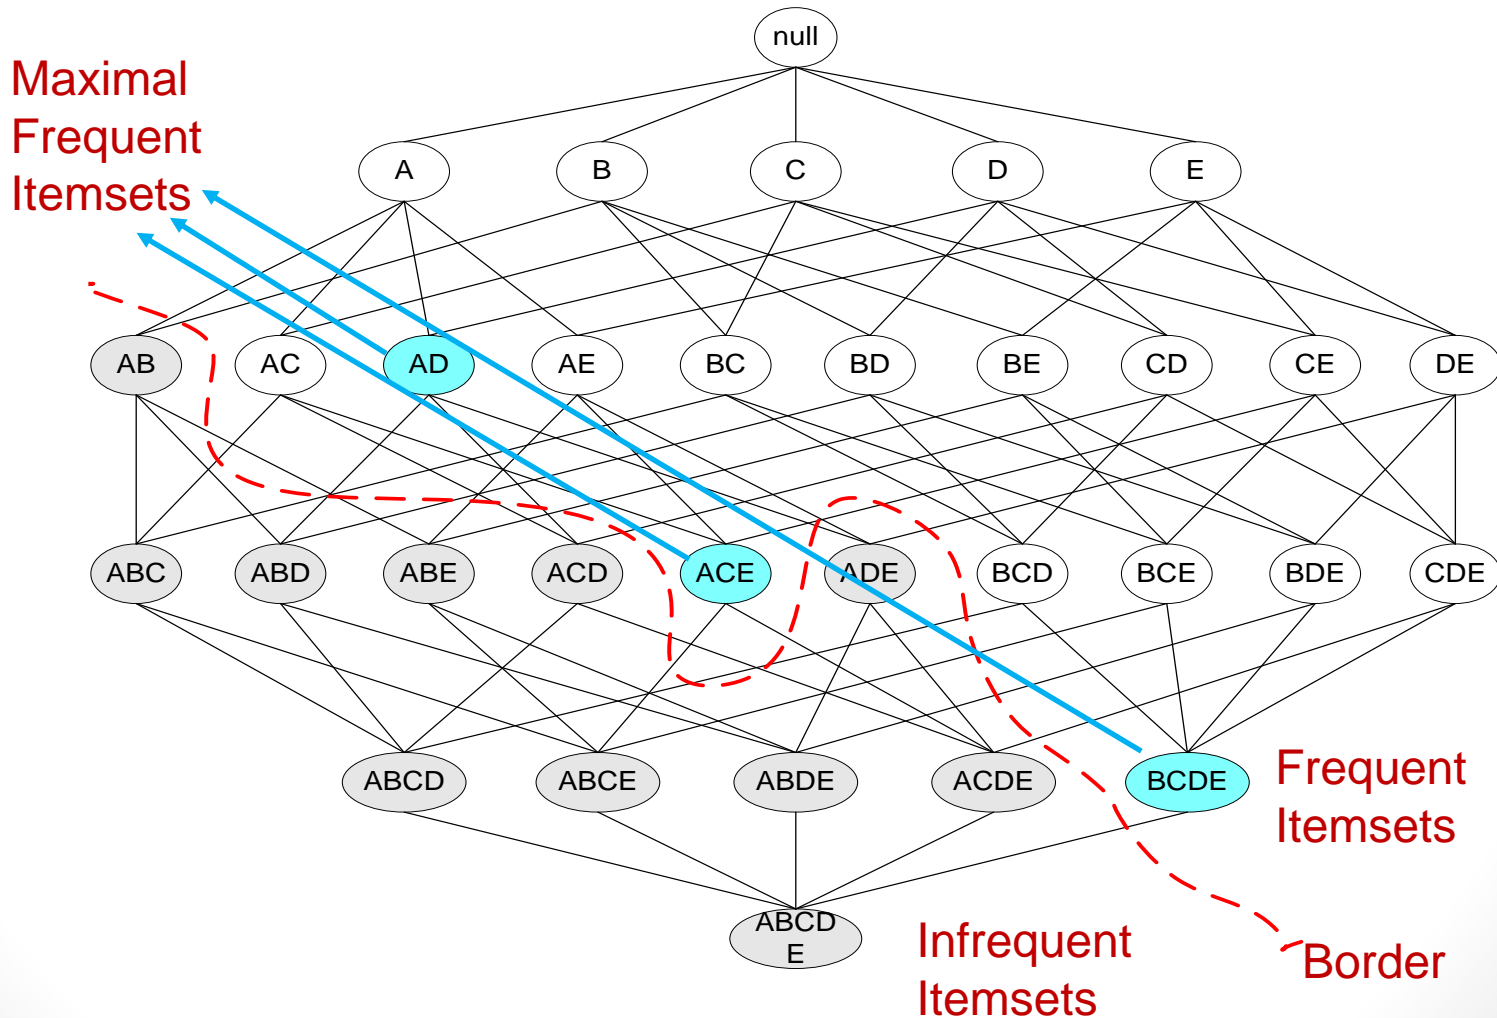 null
Maximal
Frequent
Itemsets
A B C D E
AB AC AD AE BC BD BE CD CE DE
ABC ABD ABE ACD ACE ADE BCD BCE BDE CDE
ABCD ABCE ABDE ACDE BCDE
Frequent
Itemsets
ABCD
E
Infrequent
Itemsets
Border